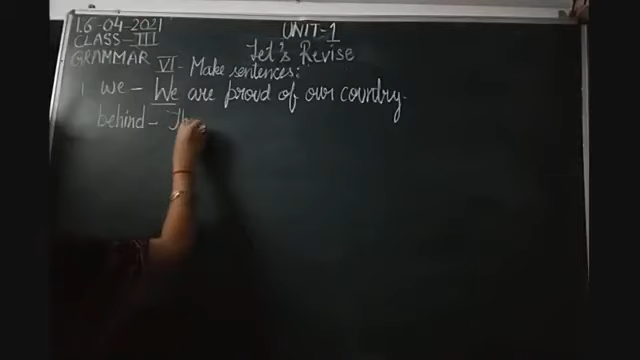 16-04-2021
UNIT-1
CLASS-III
Let's Revise
GRAMMAR VI- Make sentences:
1 we - We are proud of our country.
behind - Th